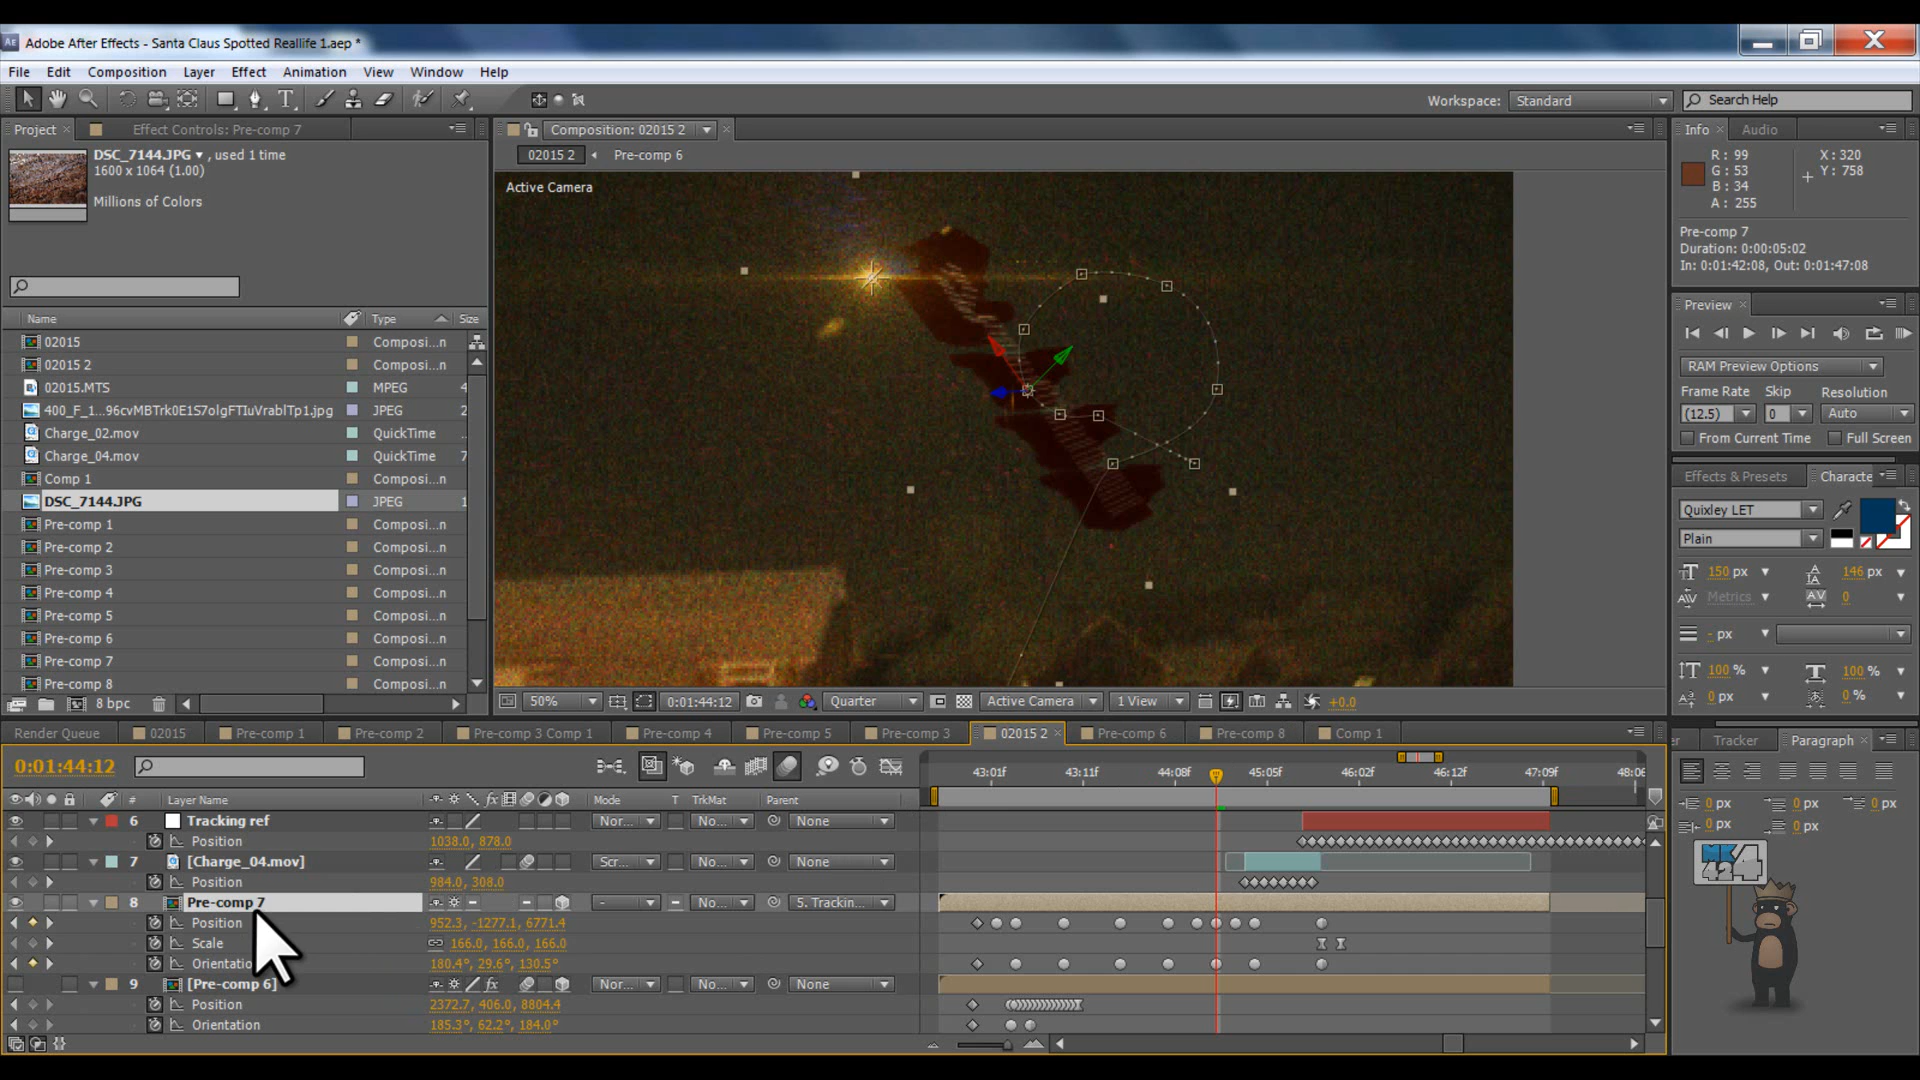 Adobe After Effects - Santa Claus Spotted Reallife 1.aep *
File Edit Composition Layer Effect Animation View Window Help
Workspace: Standard Search Help
Project Effect Controls: Pre-comp 7
DSC_7144.JPG , used 1 time
1600 x 1064 (1.00)
Millions of Colors
Name Type Size
02015 Composi...n
02015 2 Composi...n
02015.MTS MPEG 4
400_F_1...96cvMBTrk0E1S7olgFTIuVrablTp1.jpg JPEG 2
Charge_02.mov QuickTime
Charge_04.mov QuickTime 7
Comp 1 Composi...n
DSC_7144.JPG JPEG 1
Pre-comp 1 Composi...n
Pre-comp 2 Composi...n
Pre-comp 3 Composi...n
Pre-comp 4 Composi...n
Pre-comp 5 Composi...n
Pre-comp 6 Composi...n
Pre-comp 7 Composi...n
Pre-comp 8 Composi...n
8 bpc
Composition: 02015 2
02015 2 Pre-comp 6
Active Camera
50% 0:01:44:12 Quarter Active Camera 1 View +0.0
Info Audio
R: 99 X: 320
G: 53 Y: 758
B: 34
A: 255
Pre-comp 7
Duration: 0:00:05:02
In: 0:01:42:08, Out: 0:01:47:08
Preview
RAM Preview Options
Frame Rate Skip Resolution
(12.5) 0 Auto
From Current Time Full Screen
Effects & Presets Characte
Quixley LET
Plain
150 px 146 px
Metrics 0
- px
100 % 100 %
0 px 0 %
Tracker Paragraph
0 px 0 px 0 px
0 px 0 px
MK
42
Render Queue 02015 Pre-comp 1 Pre-comp 2 Pre-comp 3 Comp 1 Pre-comp 4 Pre-comp 5 Pre-comp 3 02015 2 Pre-comp 6 Pre-comp 8 Comp 1
0:01:44:12
43:01f 43:11f 44:08f 45:05f 46:02f 46:12f 47:09f 48:06
# Layer Name Mode T TrkMat Parent
6 Tracking ref Nor... No... None
Position 1038.0, 878.0
7 [Charge_04.mov] Scr... No... None
Position 984.0, 308.0
8 Pre-comp 7 - No... 5. Trackin...
Position 952.3, -1277.1, 6771.4
Scale 166.0, 166.0, 166.0
Orientatio 180.4°, 29.6°, 130.5°
9 [Pre-comp 6] Nor... No... None
Position 2372.7, 406.0, 8804.4
Orientation 185.3°, 62.2°, 184.0°